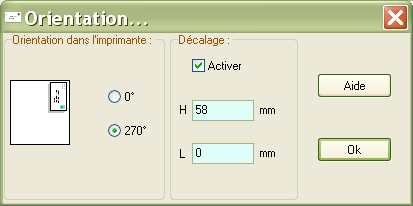 Orientation...
Orientation dans l'imprimante :
Décalage :
Activer
0°
270°
H 58 mm
L 0 mm
Aide
Ok